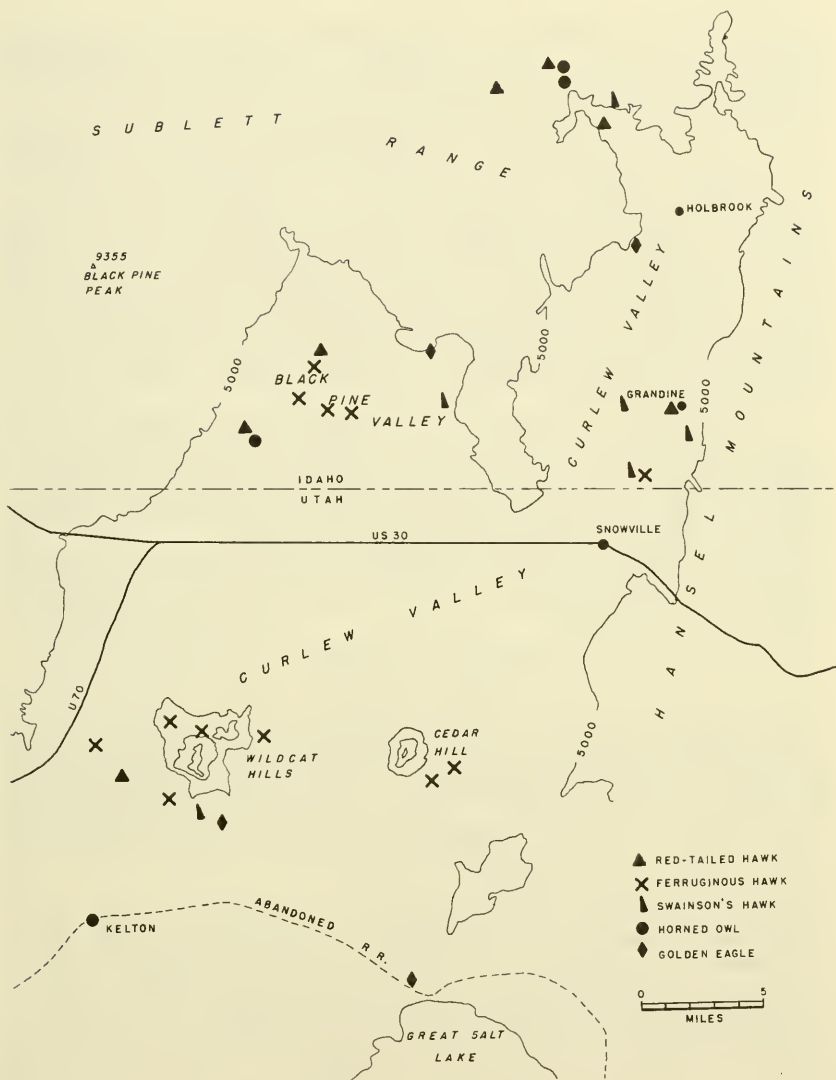 SUBLETT
RANGE
HOLBROOK
9355
BLACK PINE
PEAK
MOUNTAINS
HANSEL
CURLEW VALLEY
5000
5000
5000
BLACK
PINE
VALLEY
GRANDINE
IDAHO
UTAH
US 30
SNOWVILLE
CURLEW VALLEY
U70
WILDCAT
HILLS
CEDAR
HILL
5000
RED-TAILED HAWK
FERRUGINOUS HAWK
SWAINSON'S HAWK
HORNED OWL
GOLDEN EAGLE
0 5
MILES
KELTON
ABANDONED
R R.
GREAT SALT
LAKE